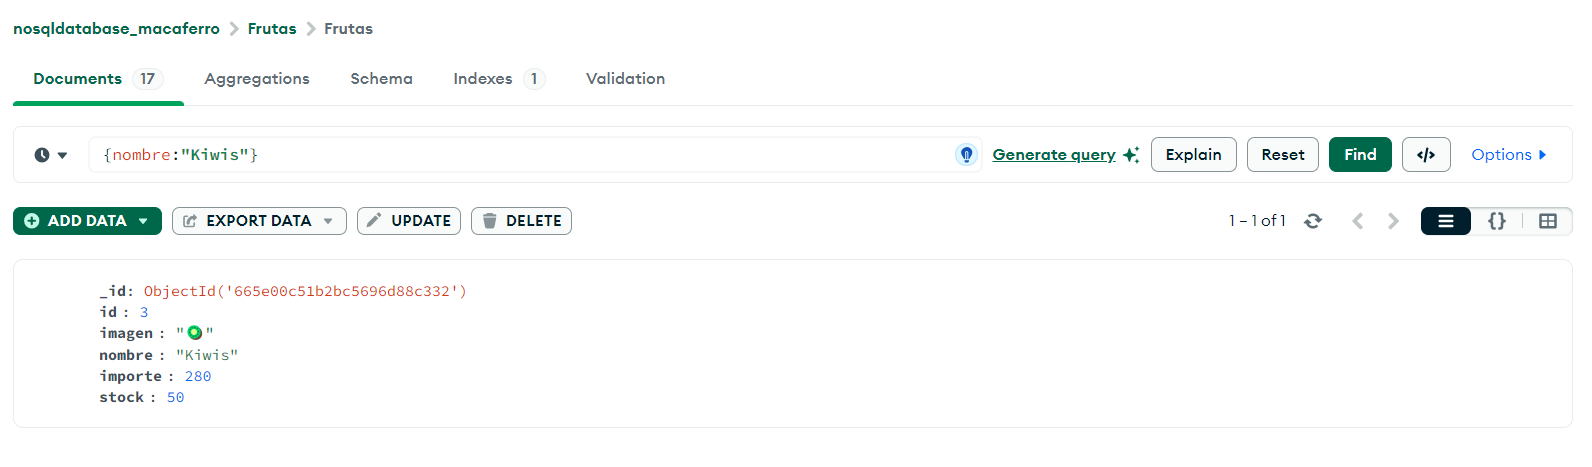 nosqldatabase_macaferro > Frutas > Frutas
Documents 17 Aggregations Schema Indexes 1 Validation
{nombre:"Kiwis"} Generate query Explain Reset Find </> Options
ADD DATA EXPORT DATA UPDATE DELETE 1 – 1 of 1 {}
_id: ObjectId('665e00c51b2bc5696d88c332')
id : 3
imagen : "🥝"
nombre : "Kiwis"
importe : 280
stock : 50